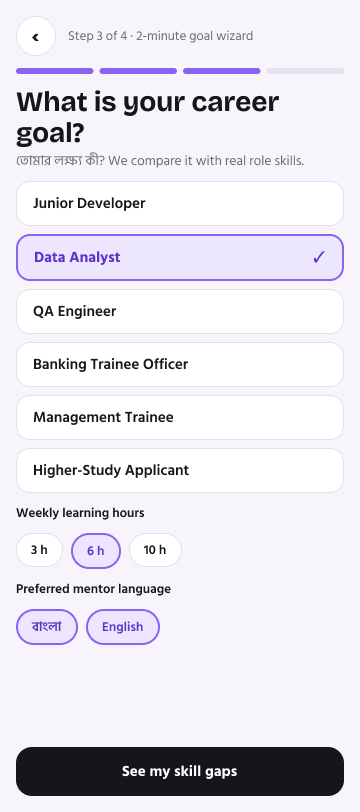 ‹
Step 3 of 4 · 2-minute goal wizard
What is your career
goal?
তোমার লক্ষ্য কী? We compare it with real role skills.
Junior Developer
Data Analyst ✓
QA Engineer
Banking Trainee Officer
Management Trainee
Higher-Study Applicant
Weekly learning hours
3 h 6 h 10 h
Preferred mentor language
বাংলা English
See my skill gaps